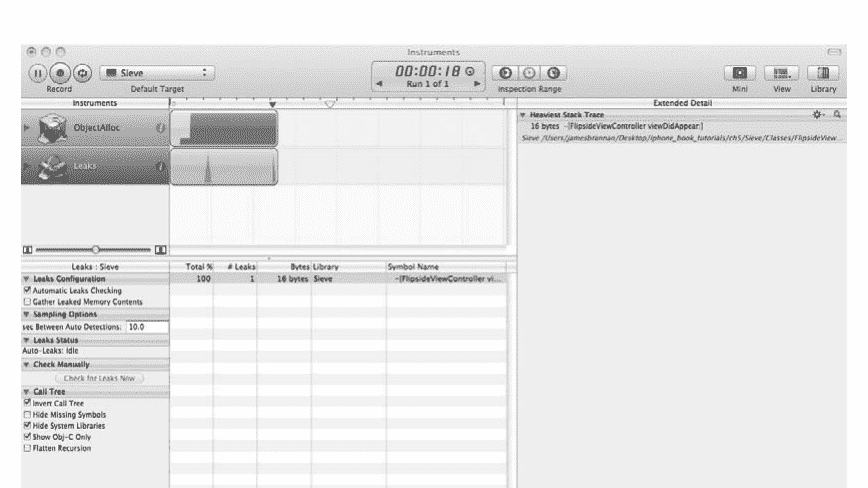 Instruments
Sieve
00:00:18
Run 1 of 1
Record
Default Target
Inspection Range
Mini
View
Library
Instruments
Extended Detail
ObjectAlloc
Leaks
Heaviest Stack Trace
16 bytes -[FlipsideViewController viewDidAppear:]
Sieve /Users/jamesbrannan/Desktop/iphone_book_tutorials/ch5/Sieve/Classes/FlipsideView...
Leaks : Sieve
Total % # Leaks Bytes Library Symbol Name
100 1 16 bytes Sieve -[FlipsideViewController vi...
Leaks Configuration
Automatic Leaks Checking
Gather Leaked Memory Contents
Sampling Options
sec Between Auto Detections: 10.0
Leaks Status
Auto-Leaks: Idle
Check Manually
Check for Leaks Now
Call Tree
Invert Call Tree
Hide Missing Symbols
Hide System Libraries
Show Obj-C Only
Flatten Recursion